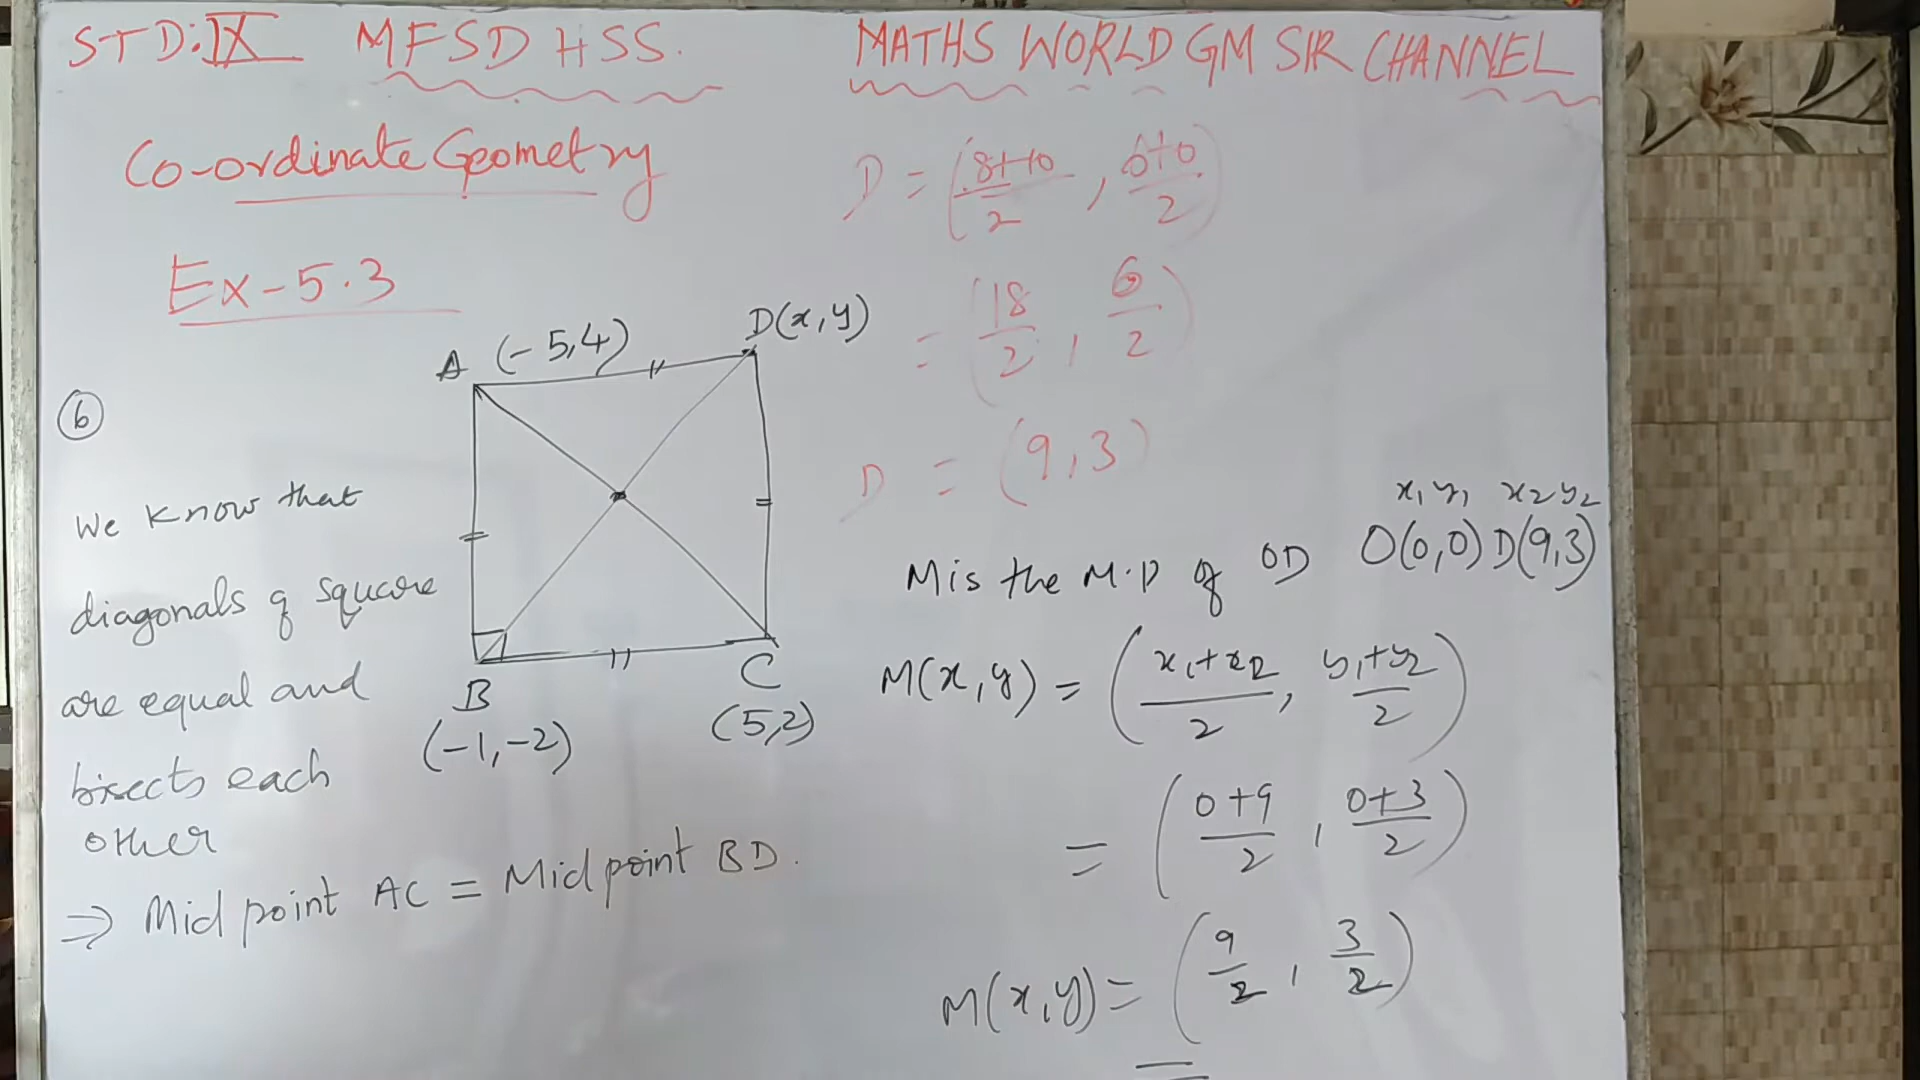 STD: IX MFSD HSS. MATHS WORLD GM SIR CHANNEL
Co-ordinate Geometry
Ex-5.3
6
A (-5,4)
D(x,y)
B
(-1,-2)
C
(5,2)
We know that
diagonals of square
are equal and
bisects each
other
⇒ Mid point AC = Mid point BD.
D = (8+10/2, 6+0/2)
= (18/2, 6/2)
D = (9,3)
x₁ y₁ x₂ y₂
M is the M.P of OD O(0,0) D(9,3)
M(x,y) = (x₁+x₂/2, y₁+y₂/2)
= (0+9/2, 0+3/2)
M(x,y) = (9/2, 3/2)